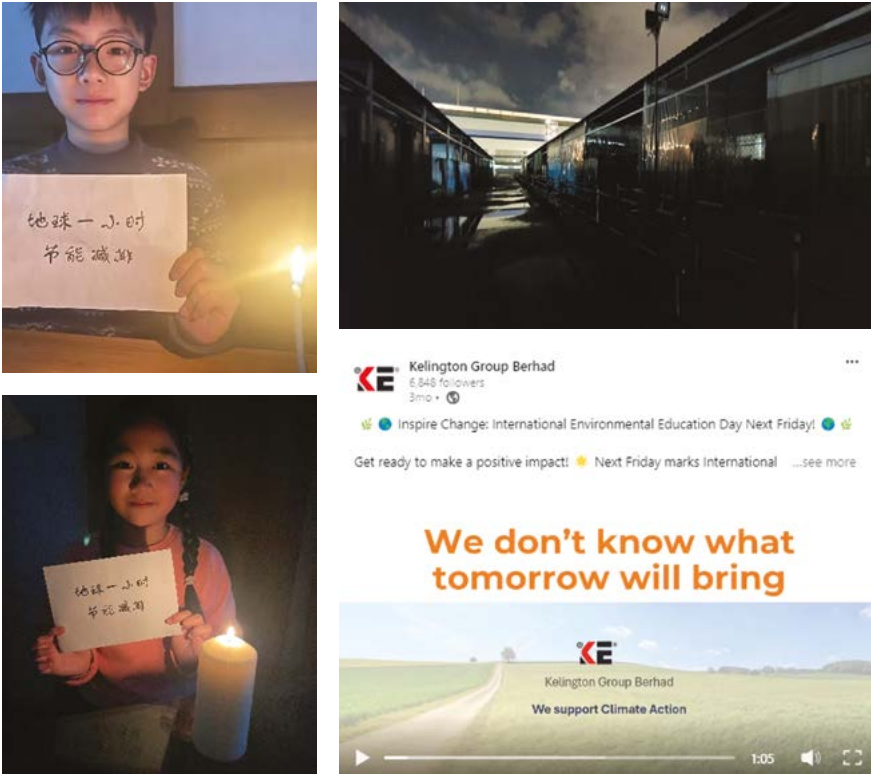 地球一小时
节能减排
地球一小时
节能减排
KE
Kelington Group Berhad
6,848 followers
3mo •
Inspire Change: International Environmental Education Day Next Friday!
Get ready to make a positive impact! Next Friday marks International ...see more
We don't know what
tomorrow will bring
KE
Kelington Group Berhad
We support Climate Action
1:05